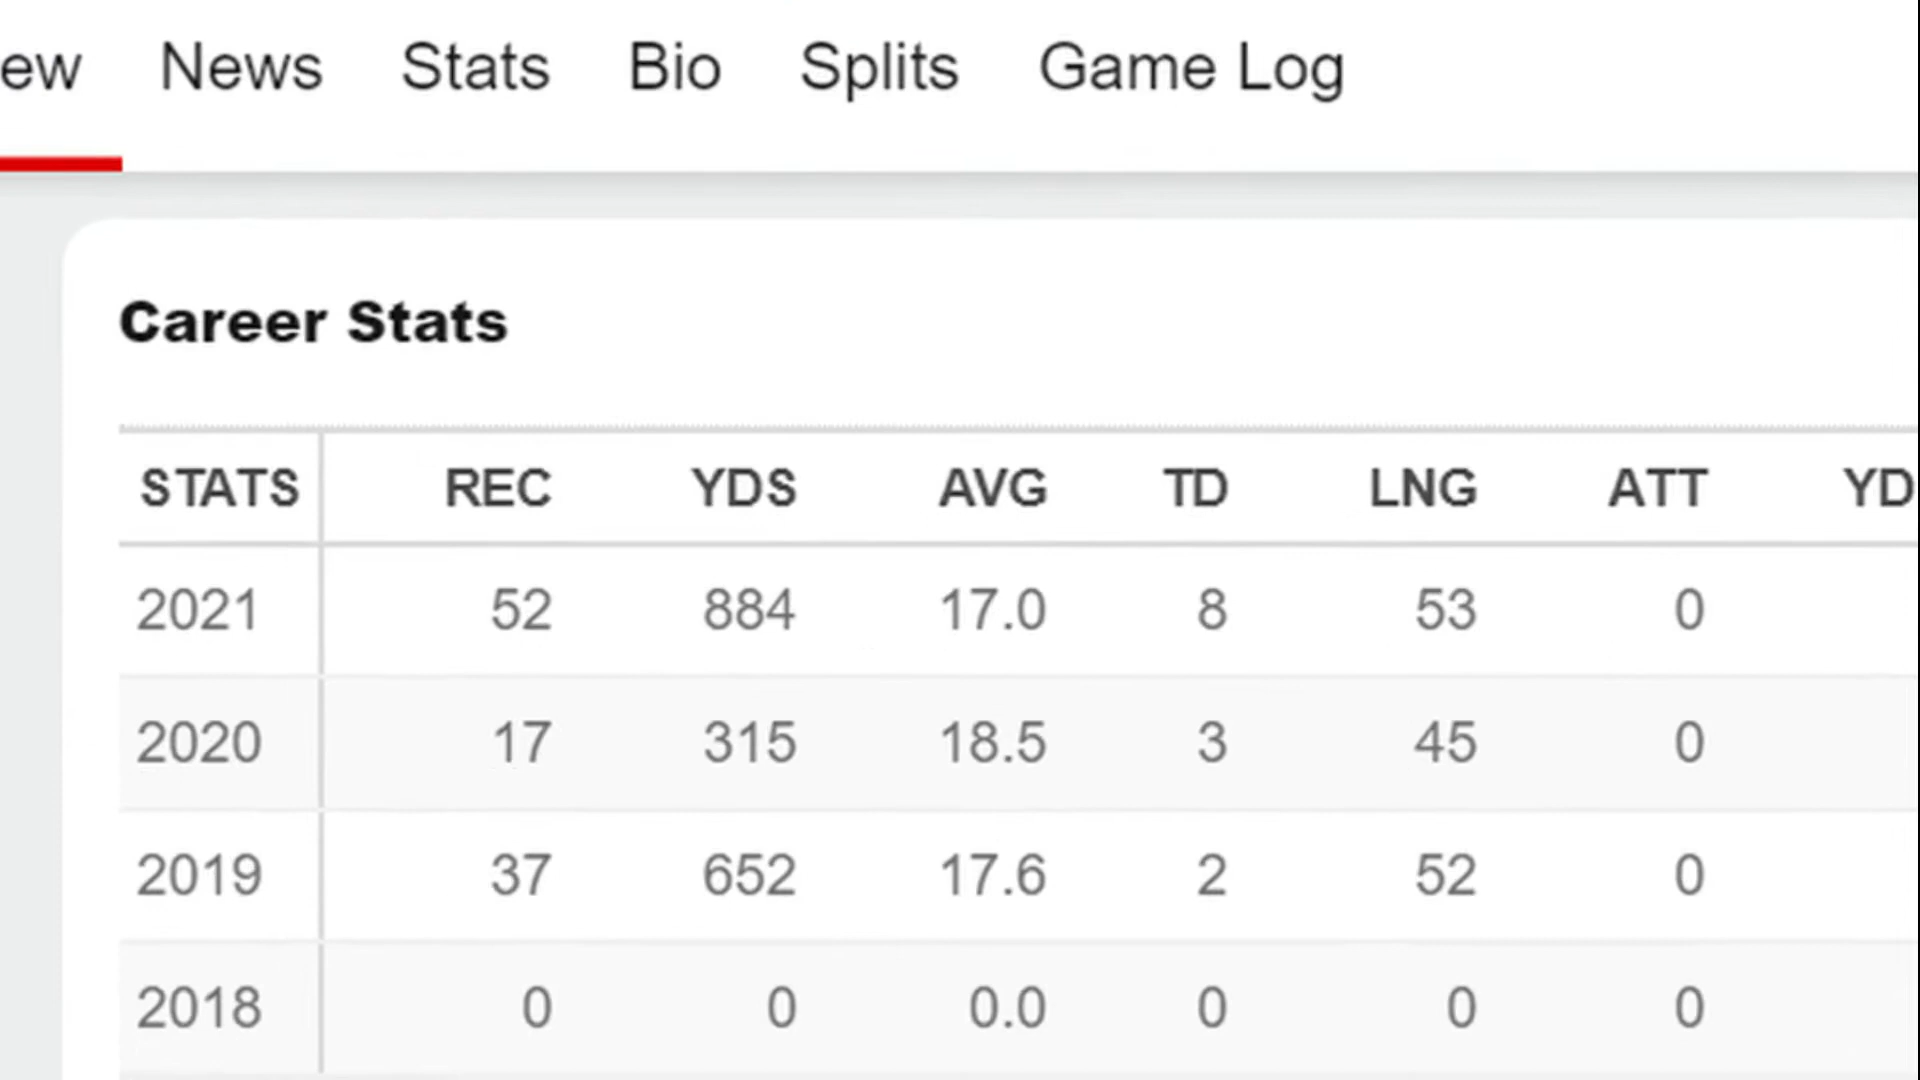 ew News Stats Bio Splits Game Log
Career Stats
STATS REC YDS AVG TD LNG ATT YD
2021 52 884 17.0 8 53 0
2020 17 315 18.5 3 45 0
2019 37 652 17.6 2 52 0
2018 0 0 0.0 0 0 0